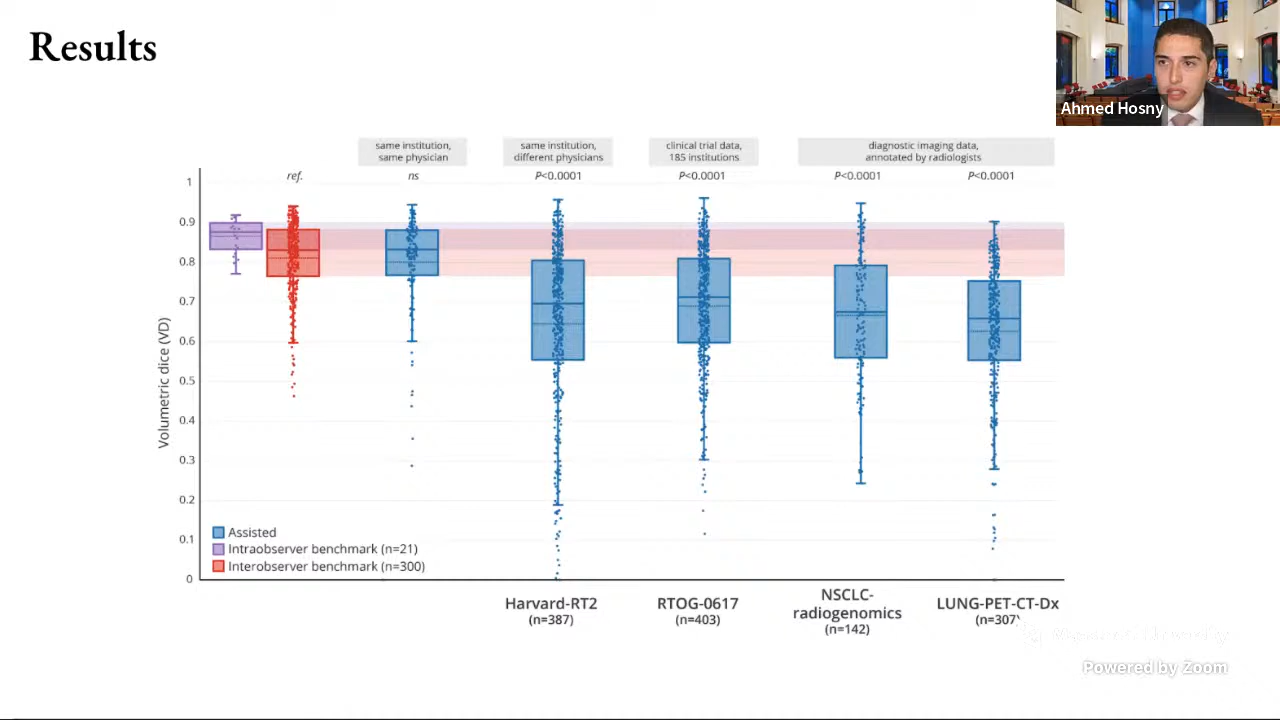 Results
Ahmed Hosny
same institution,
same physician
same institution,
different physicians
clinical trial data,
185 institutions
diagnostic imaging data,
annotated by radiologists
ref.
ns
P<0.0001
P<0.0001
P<0.0001
P<0.0001
1
0.9
0.8
0.7
0.6
0.5
0.4
0.3
0.2
0.1
0
Volumetric dice (VD)
Assisted
Intraobserver benchmark (n=21)
Interobserver benchmark (n=300)
Harvard-RT2
(n=387)
RTOG-0617
(n=403)
NSCLC-
radiogenomics
(n=142)
LUNG-PET-CT-Dx
(n=307)
Powered by Zoom